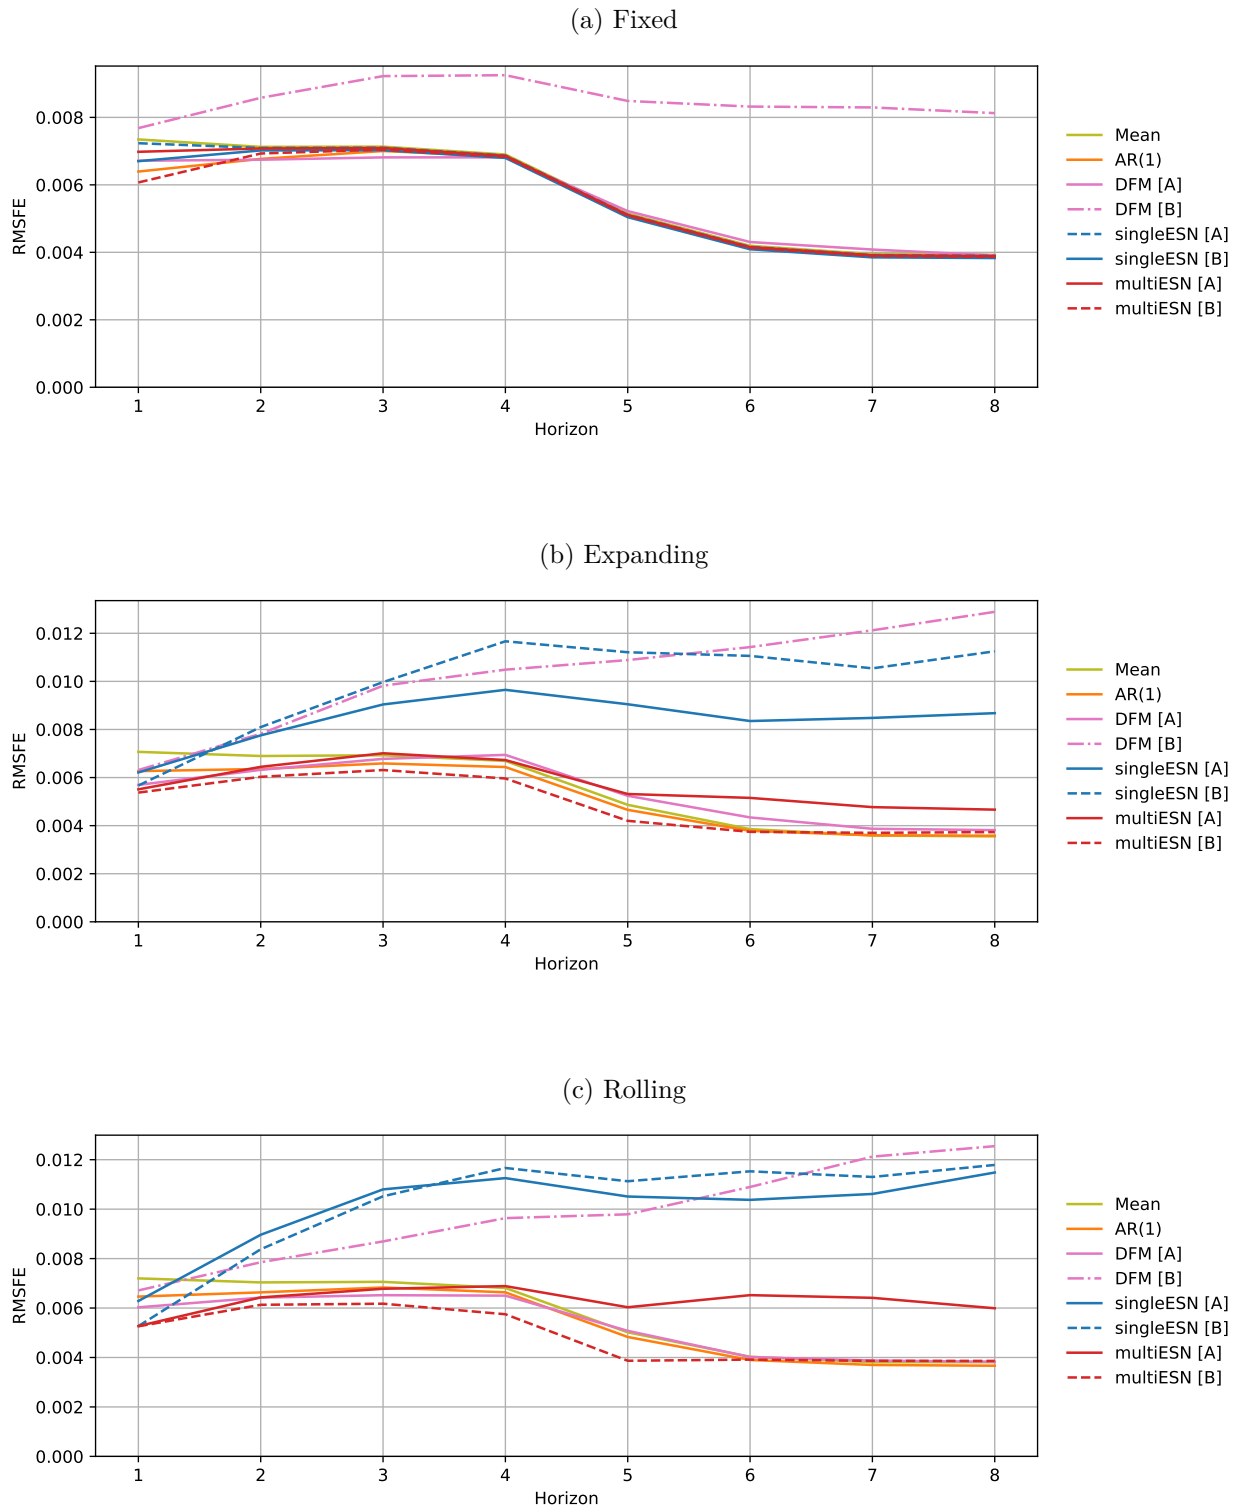 (a) Fixed
0.008
0.006
0.004
0.002
0.000
RMSFE
1 2 3 4 5 6 7 8
Horizon
Mean
AR(1)
DFM [A]
DFM [B]
singleESN [A]
singleESN [B]
multiESN [A]
multiESN [B]
(b) Expanding
0.012
0.010
0.008
0.006
0.004
0.002
0.000
RMSFE
1 2 3 4 5 6 7 8
Horizon
Mean
AR(1)
DFM [A]
DFM [B]
singleESN [A]
singleESN [B]
multiESN [A]
multiESN [B]
(c) Rolling
0.012
0.010
0.008
0.006
0.004
0.002
0.000
RMSFE
1 2 3 4 5 6 7 8
Horizon
Mean
AR(1)
DFM [A]
DFM [B]
singleESN [A]
singleESN [B]
multiESN [A]
multiESN [B]